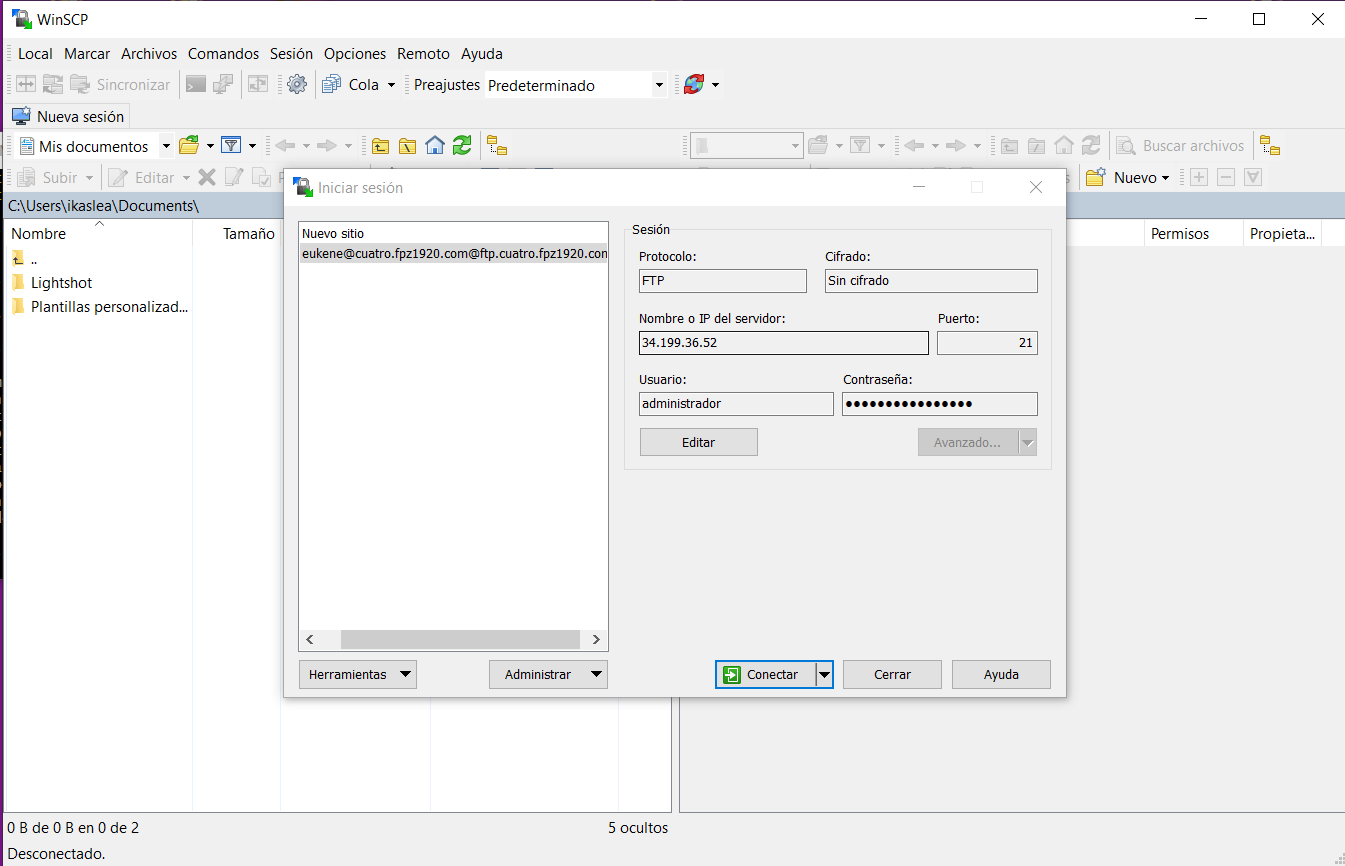 WinSCP
Local Marcar Archivos Comandos Sesión Opciones Remoto Ayuda
Sincronizar Cola Preajustes Predeterminado
Nueva sesión
Mis documentos Buscar archivos
Subir Editar Nuevo
C:\Users\ikaslea\Documents\
Nombre Tamaño Permisos Propieta...
..
Lightshot
Plantillas personalizad...
Iniciar sesión
Nuevo sitio
eukene@cuatro.fpz1920.com@ftp.cuatro.fpz1920.com
Sesión
Protocolo: Cifrado:
FTP Sin cifrado
Nombre o IP del servidor: Puerto:
34.199.36.52 21
Usuario: Contraseña:
administrador ●●●●●●●●●●●●●●●●
Editar Avanzado...
Herramientas Administrar Conectar Cerrar Ayuda
0 B de 0 B en 0 de 2 5 ocultos
Desconectado.